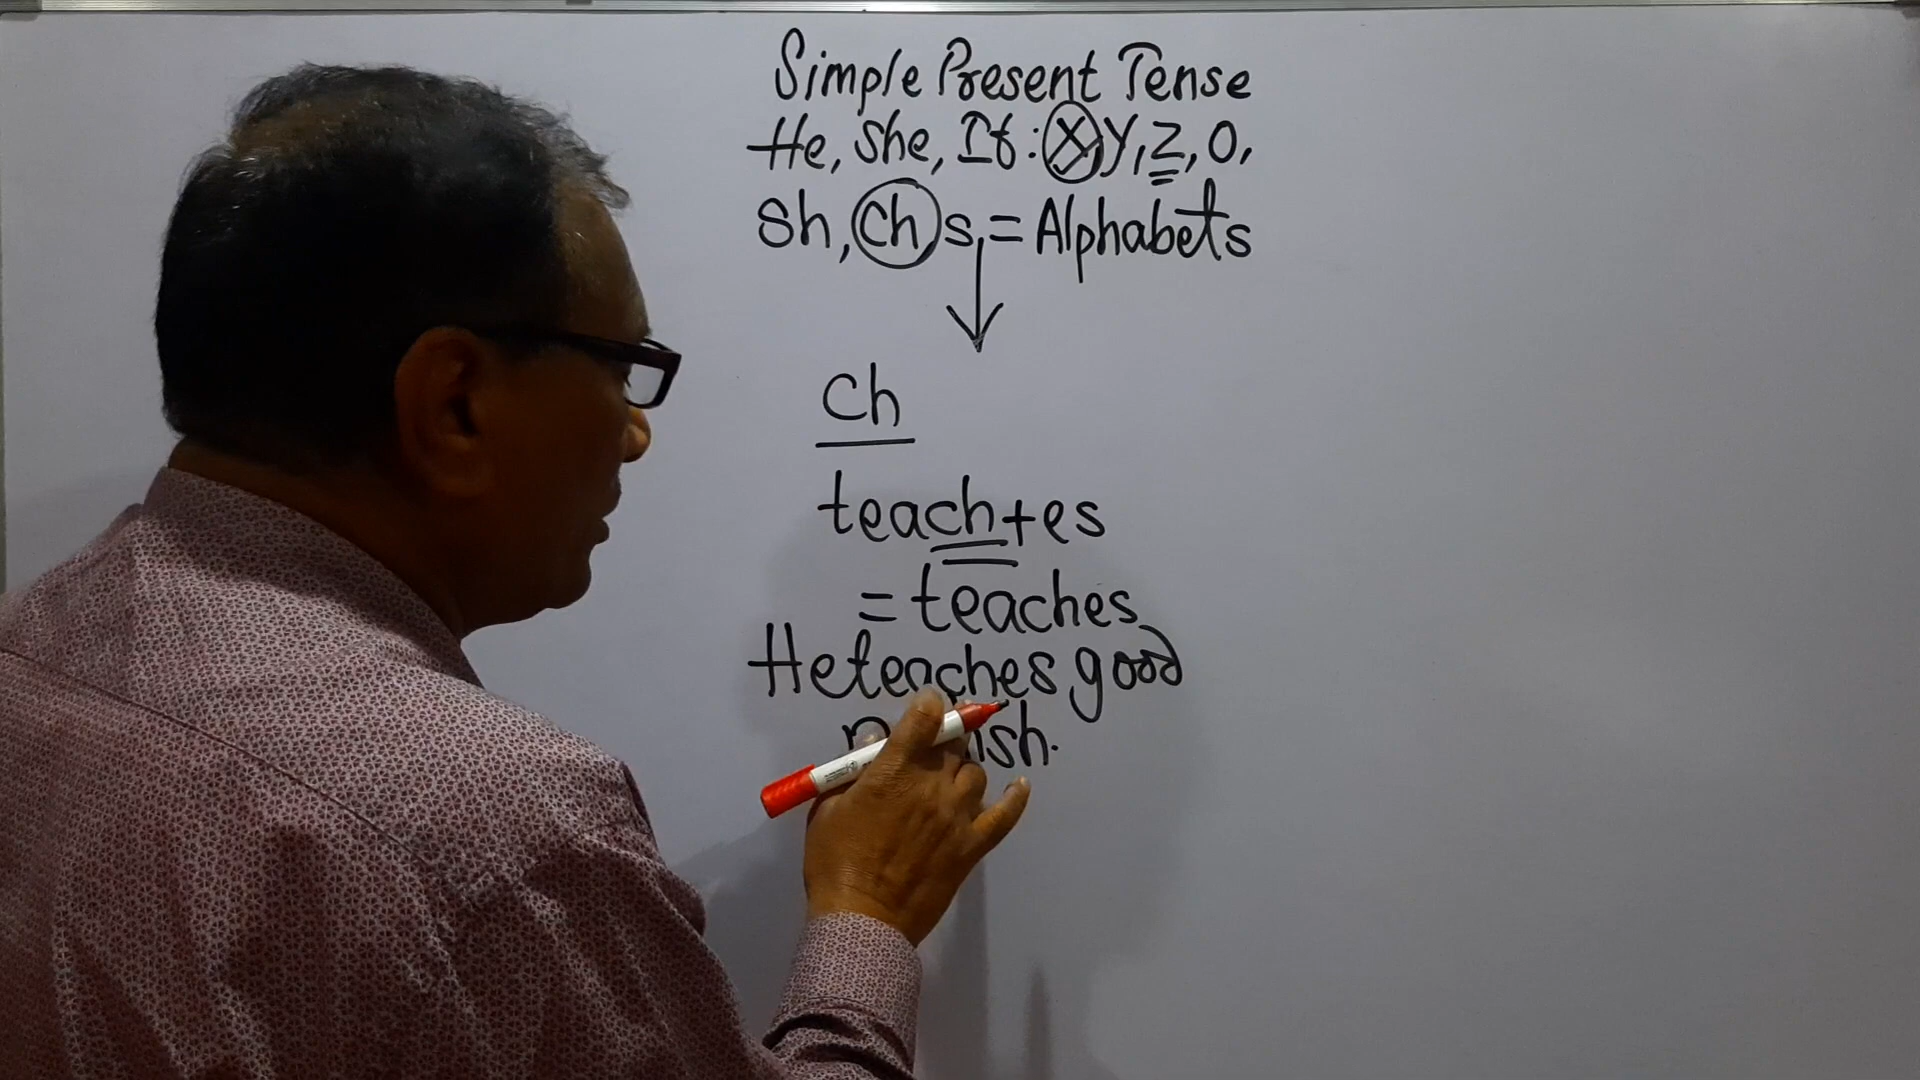 Simple Present Tense
He, She, It : X, y, z, o,
Sh, Ch, s, = Alphabets
Ch
teach+es
= teaches
He teaches good